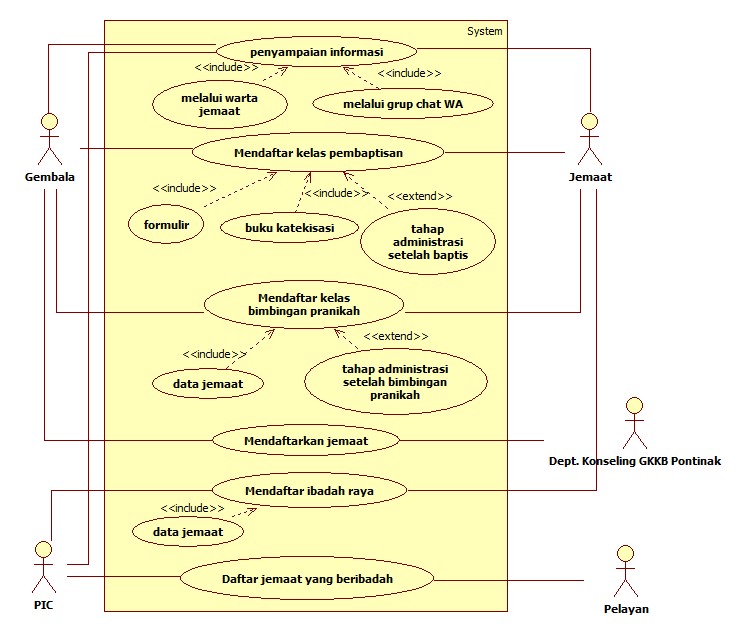 System
penyampaian informasi
<<include>>
<<include>>
melalui warta
jemaat
melalui grup chat WA
Gembala
Jemaat
Mendaftar kelas pembaptisan
<<include>>
<<include>>
<<extend>>
formulir
buku katekisasi
tahap
administrasi
setelah baptis
Mendaftar kelas
bimbingan pranikah
<<include>>
<<extend>>
data jemaat
tahap administrasi
setelah bimbingan
pranikah
Mendaftarkan jemaat
Dept. Konseling GKKB Pontinak
Mendaftar ibadah raya
<<include>>
data jemaat
Daftar jemaat yang beribadah
PIC
Pelayan